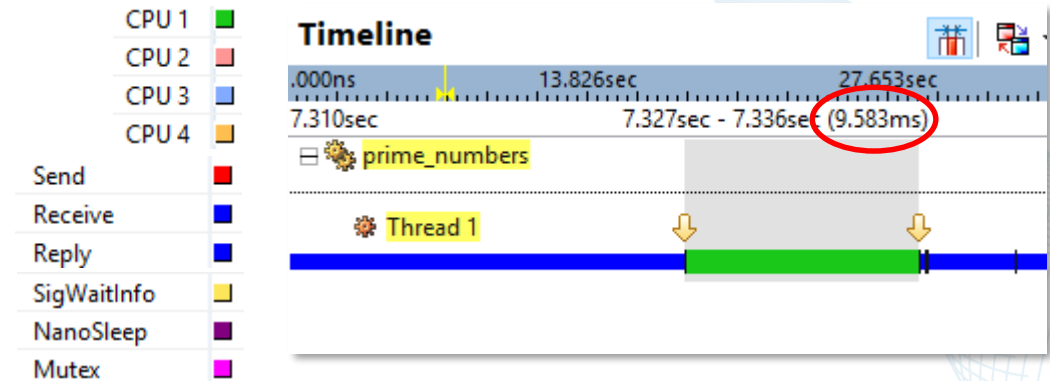 CPU 1
CPU 2
CPU 3
CPU 4
Send
Receive
Reply
SigWaitInfo
NanoSleep
Mutex
Timeline
.000ns 13.826sec 27.653sec
7.310sec 7.327sec - 7.336sec (9.583ms)
prime_numbers
Thread 1